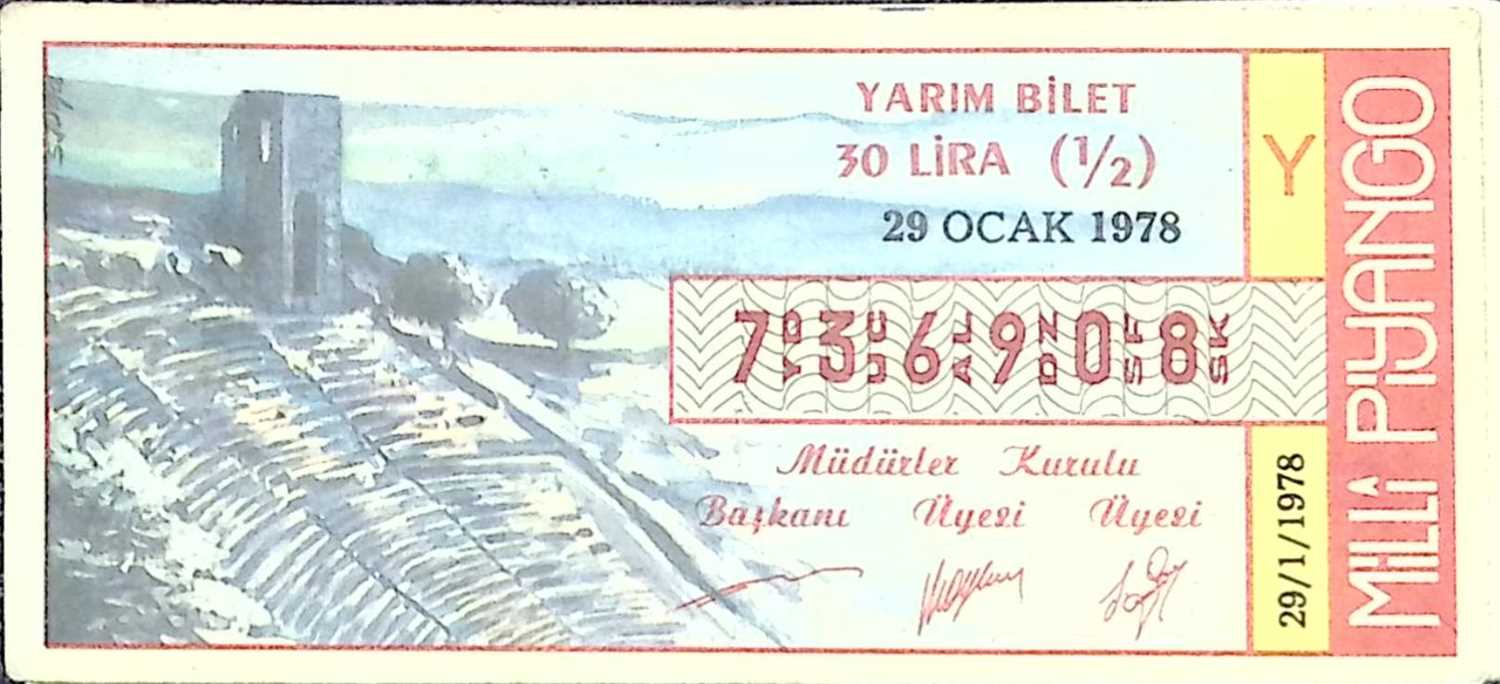 YARIM BİLET
30 LİRA (1/2)
29 OCAK 1978
Y
7 3 6 9 0 8
Müdürler Kurulu
Başkanı Üyesi Üyesi
29/1/1978
MİLLİ PİYANGO